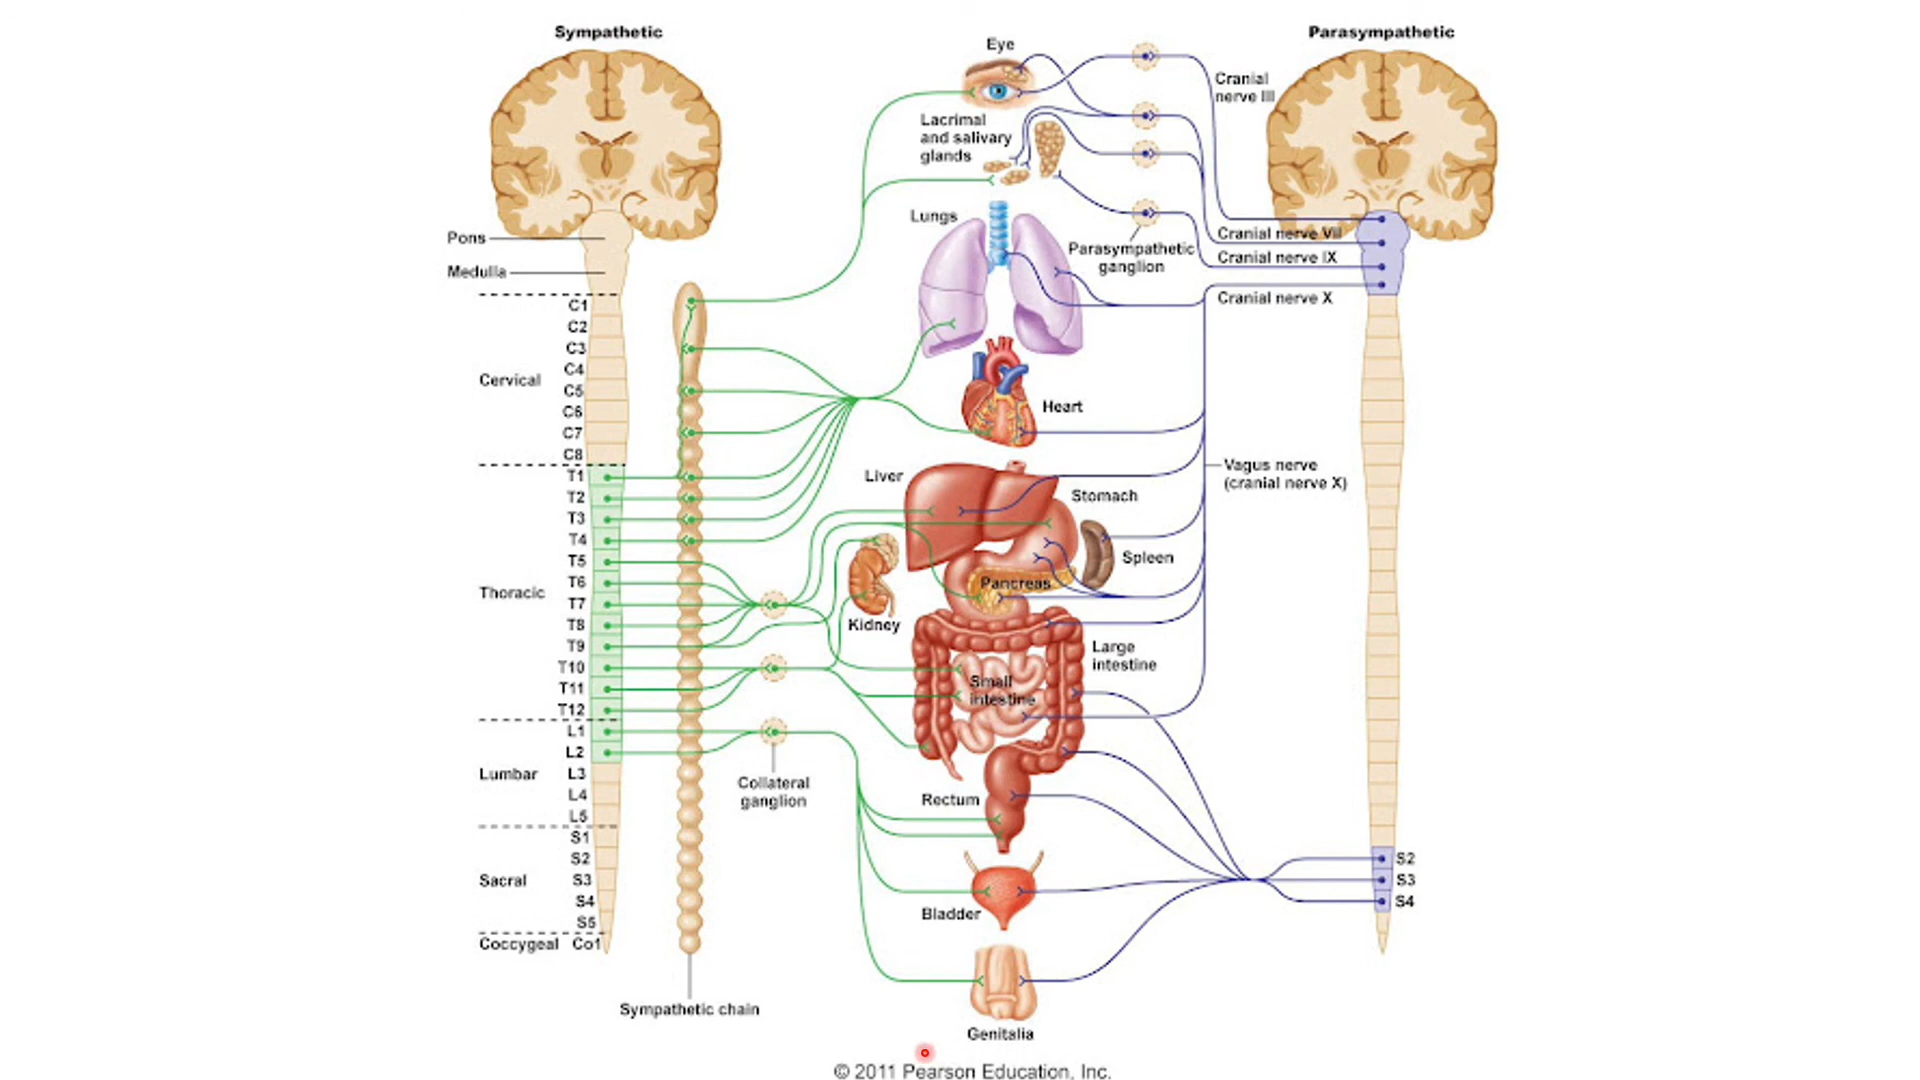 Sympathetic
Parasympathetic
Eye
Cranial
nerve III
Lacrimal
and salivary
glands
Lungs
Parasympathetic
ganglion
Cranial nerve VII
Cranial nerve IX
Cranial nerve X
Pons
Medulla
C1
C2
C3
C4
C5
C6
C7
C8
Cervical
T1
T2
T3
T4
T5
T6
T7
T8
T9
T10
T11
T12
Thoracic
L1
L2
L3
L4
L5
Lumbar
S1
S2
S3
S4
S5
Sacral
Coccygeal Co1
Sympathetic chain
Collateral
ganglion
Heart
Liver
Stomach
Vagus nerve
(cranial nerve X)
Spleen
Pancreas
Kidney
Large
intestine
Small
intestine
Rectum
Bladder
Genitalia
S2
S3
S4
© 2011 Pearson Education, Inc.